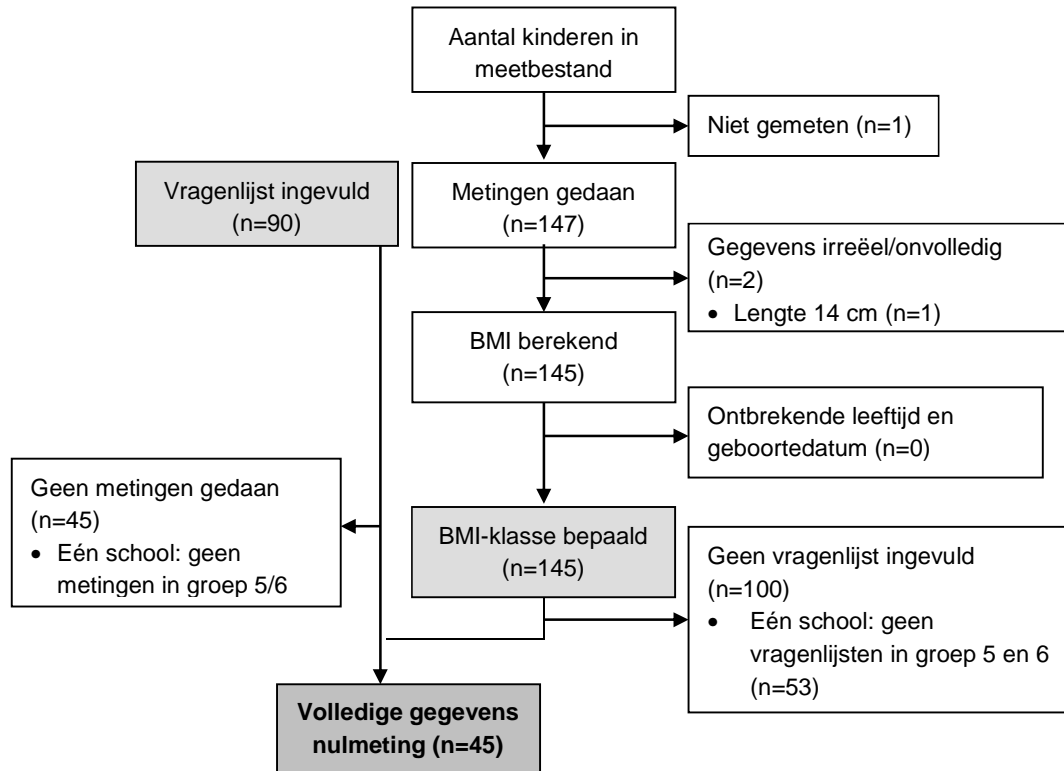 Aantal kinderen in
meetbestand
Niet gemeten (n=1)
Vragenlijst ingevuld
(n=90)
Metingen gedaan
(n=147)
Gegevens irreëel/onvolledig
(n=2)
• Lengte 14 cm (n=1)
BMI berekend
(n=145)
Ontbrekende leeftijd en
geboortedatum (n=0)
Geen metingen gedaan
(n=45)
• Eén school: geen
metingen in groep 5/6
BMI-klasse bepaald
(n=145)
Geen vragenlijst ingevuld
(n=100)
• Eén school: geen
vragenlijsten in groep 5 en 6
(n=53)
Volledige gegevens
nulmeting (n=45)